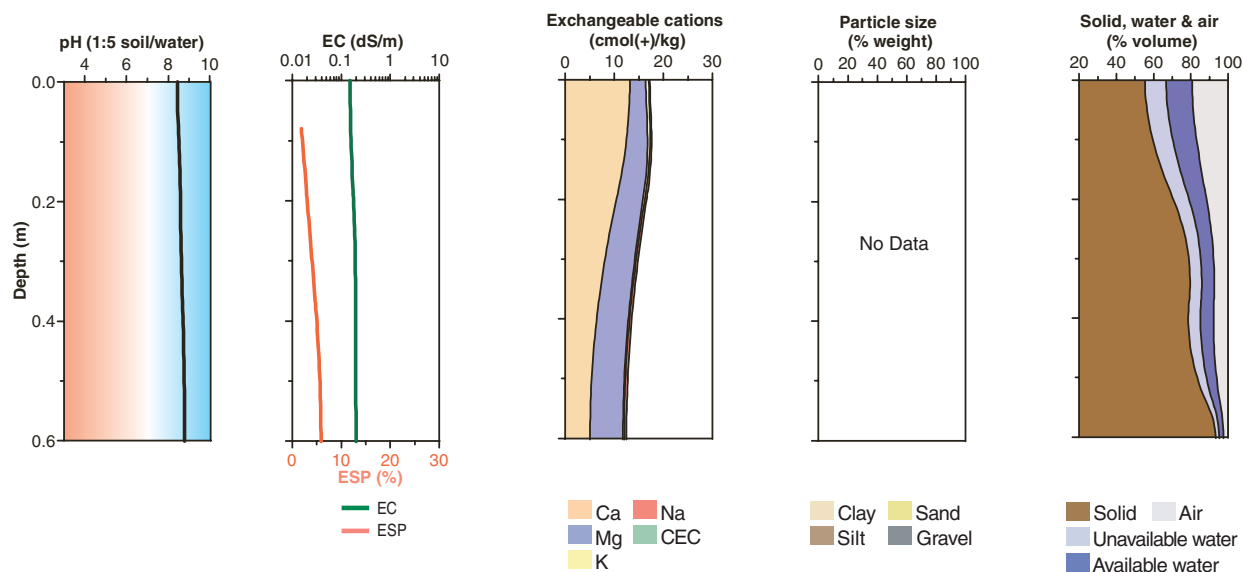 pH (1:5 soil/water)
4 6 8 10
EC (dS/m)
0.01 0.1 1 10
Exchangeable cations
(cmol(+)/kg)
0 10 20 30
Particle size
(% weight)
0 20 40 60 80 100
Solid, water & air
(% volume)
20 40 60 80 100
Depth (m)
0.0
0.2
0.4
0.6
No Data
0 10 20 30
ESP (%)
EC
ESP
Ca Na
Mg CEC
K
Clay Sand
Silt Gravel
Solid Air
Unavailable water
Available water